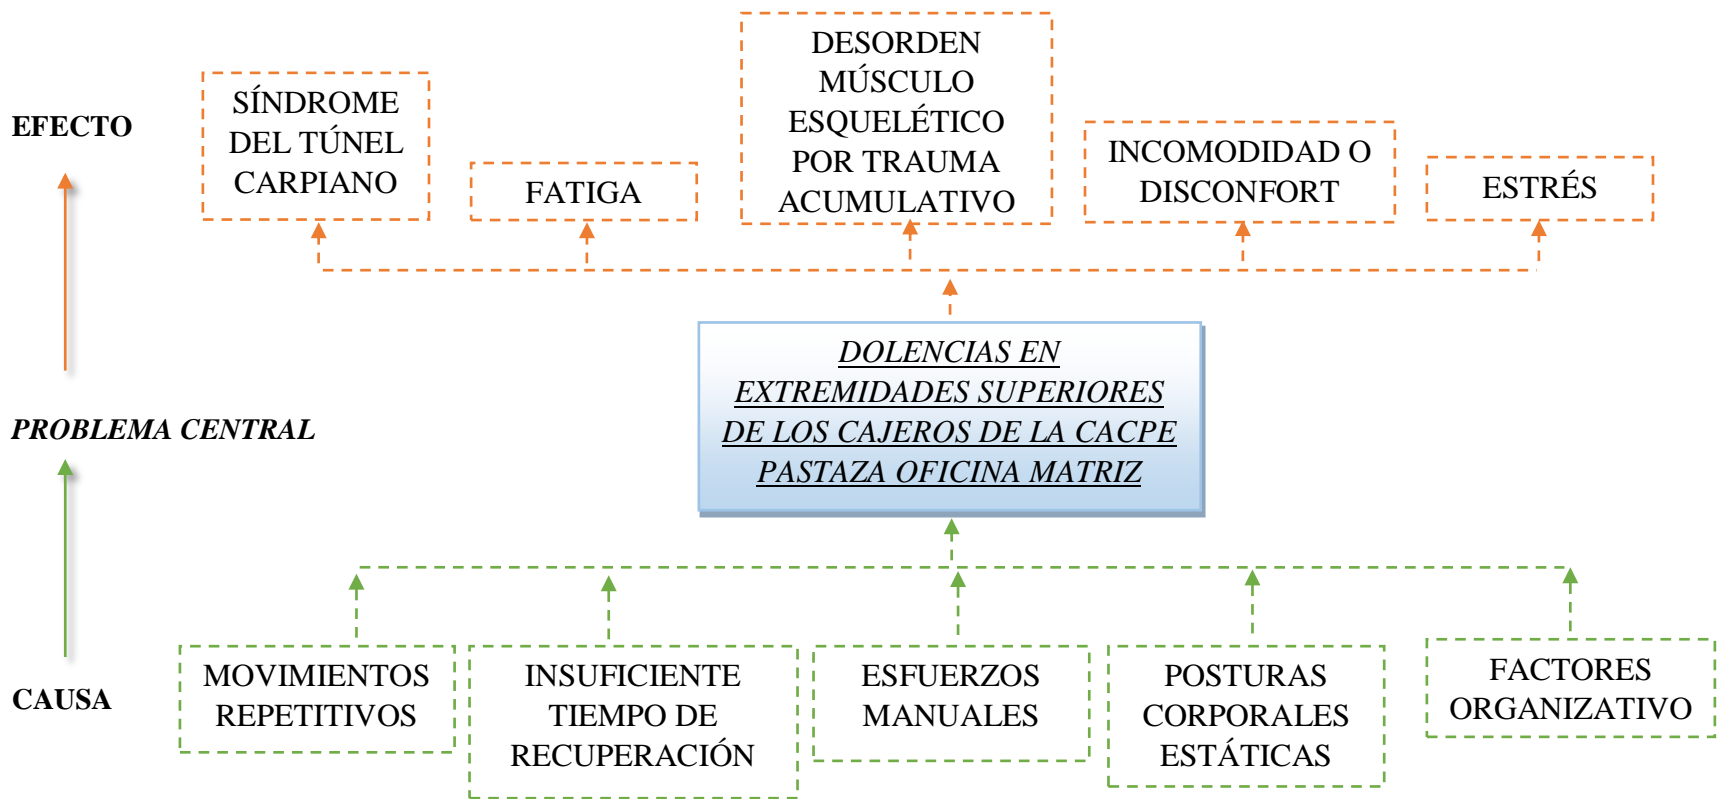 EFECTO
SÍNDROME
DEL TÚNEL
CARPIANO
FATIGA
DESORDEN
MÚSCULO
ESQUELÉTICO
POR TRAUMA
ACUMULATIVO
INCOMODIDAD O
DISCONFORT
ESTRÉS
PROBLEMA CENTRAL
DOLENCIAS EN
EXTREMIDADES SUPERIORES
DE LOS CAJEROS DE LA CACPE
PASTAZA OFICINA MATRIZ
CAUSA
MOVIMIENTOS
REPETITIVOS
INSUFICIENTE
TIEMPO DE
RECUPERACIÓN
ESFUERZOS
MANUALES
POSTURAS
CORPORALES
ESTÁTICAS
FACTORES
ORGANIZATIVO